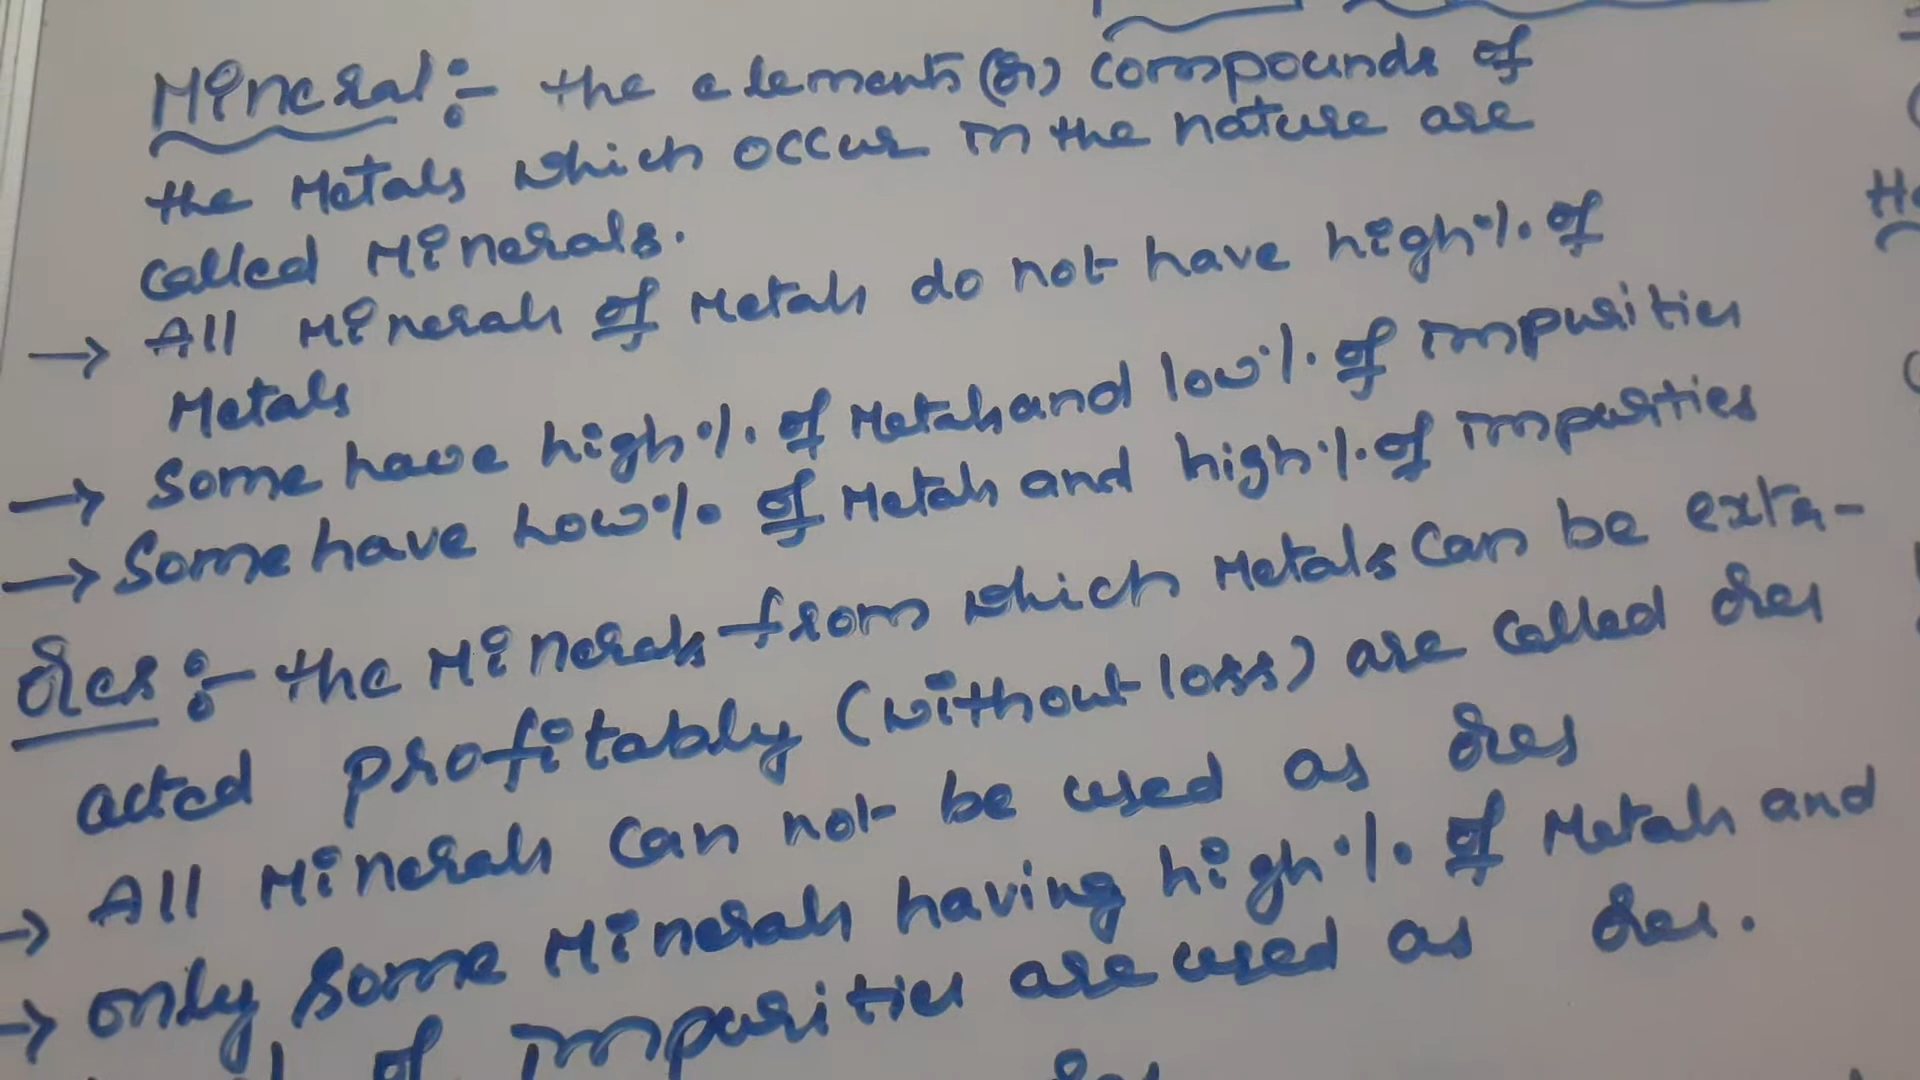 Mineral:- the elements (or) compounds of
the Metals which occur in the nature are
called Minerals.
→ All Minerals of Metals do not have high % of
Metals
→ Some have high % of Metals and low % of impurities
→ Some have Low % of Metals and high % of impurities
Ores:- the Minerals from which Metals can be extr-
acted profitably (without loss) are called ores
→ All Minerals can not be used as ores
→ only some Minerals having high % of Metals and
of impurities are used as ores.